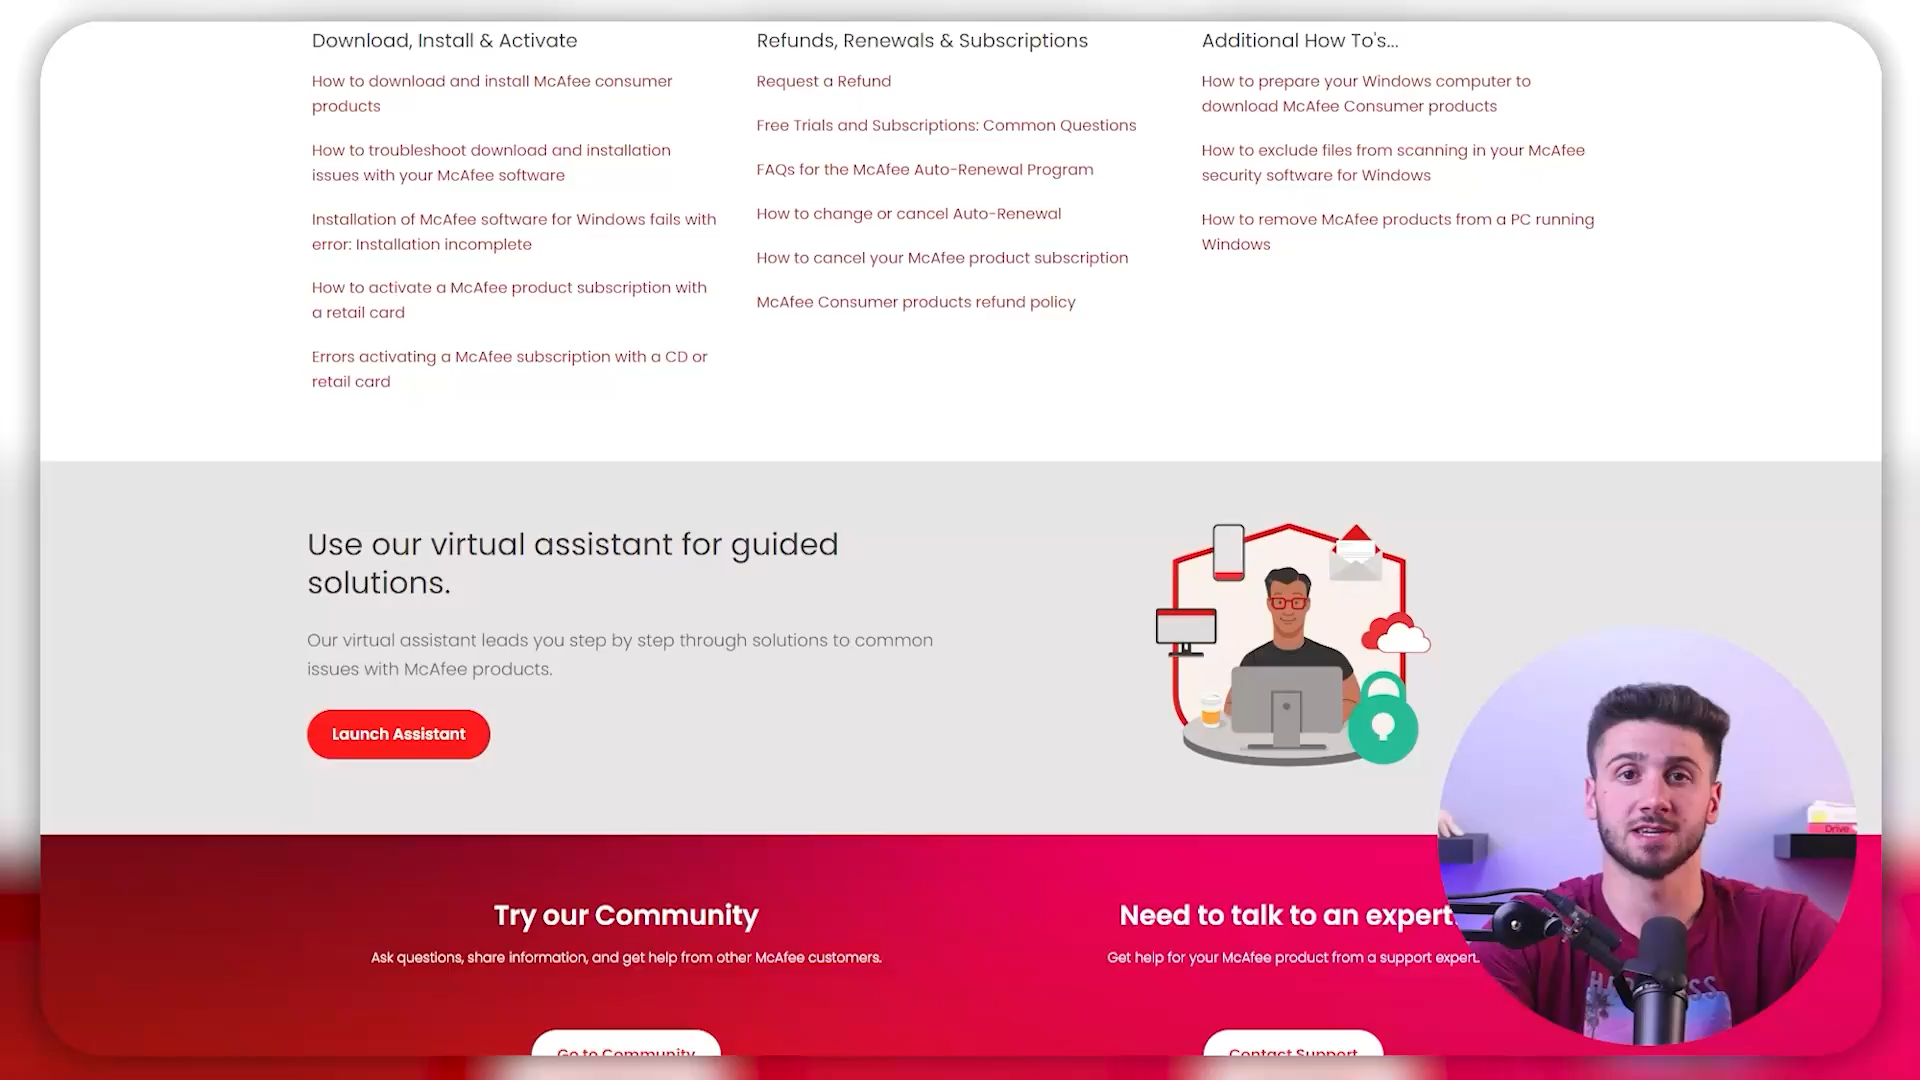 Download, Install & Activate
How to download and install McAfee consumer
products
How to troubleshoot download and installation
issues with your McAfee software
Installation of McAfee software for Windows fails with
error: Installation incomplete
How to activate a McAfee product subscription with
a retail card
Errors activating a McAfee subscription with a CD or
retail card
Refunds, Renewals & Subscriptions
Request a Refund
Free Trials and Subscriptions: Common Questions
FAQs for the McAfee Auto-Renewal Program
How to change or cancel Auto-Renewal
How to cancel your McAfee product subscription
McAfee Consumer products refund policy
Additional How To's...
How to prepare your Windows computer to
download McAfee Consumer products
How to exclude files from scanning in your McAfee
security software for Windows
How to remove McAfee products from a PC running
Windows
Use our virtual assistant for guided
solutions.
Our virtual assistant leads you step by step through solutions to common
issues with McAfee products.
Launch Assistant
Try our Community
Ask questions, share information, and get help from other McAfee customers.
Go to Community
Need to talk to an expert
Get help for your McAfee product from a support expert.
Contact Support
Drive